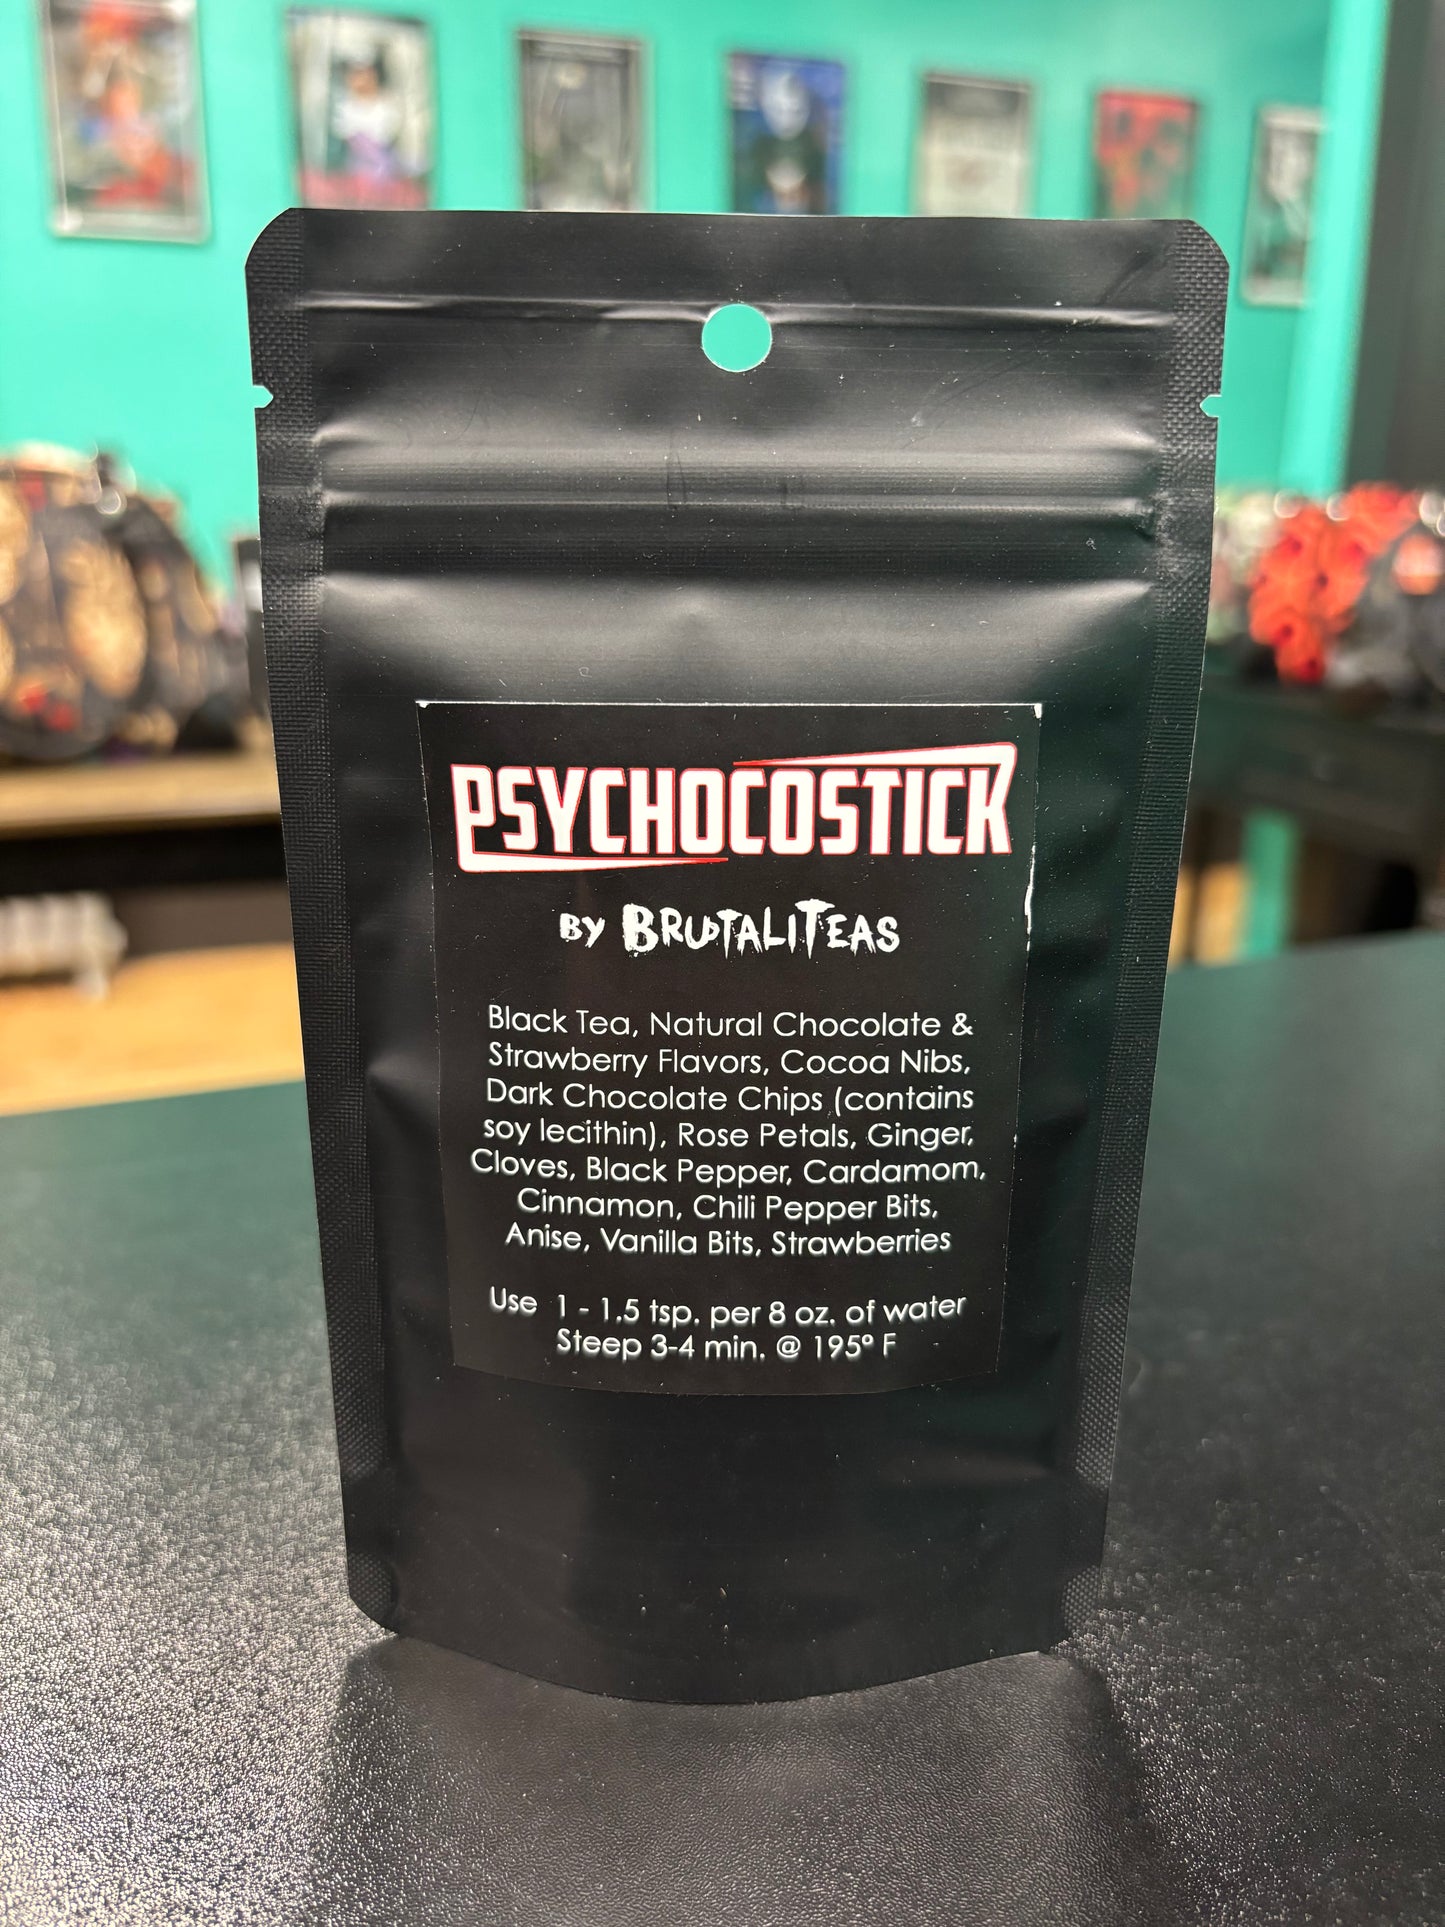 PSYCHOCOSTICK
BY BRUTALITEAS
Black Tea, Natural Chocolate &
Strawberry Flavors, Cocoa Nibs,
Dark Chocolate Chips (contains
soy lecithin), Rose Petals, Ginger,
Cloves, Black Pepper, Cardamom,
Cinnamon, Chili Pepper Bits,
Anise, Vanilla Bits, Strawberries
Use 1 - 1.5 tsp. per 8 oz. of water
Steep 3-4 min. @ 195º F